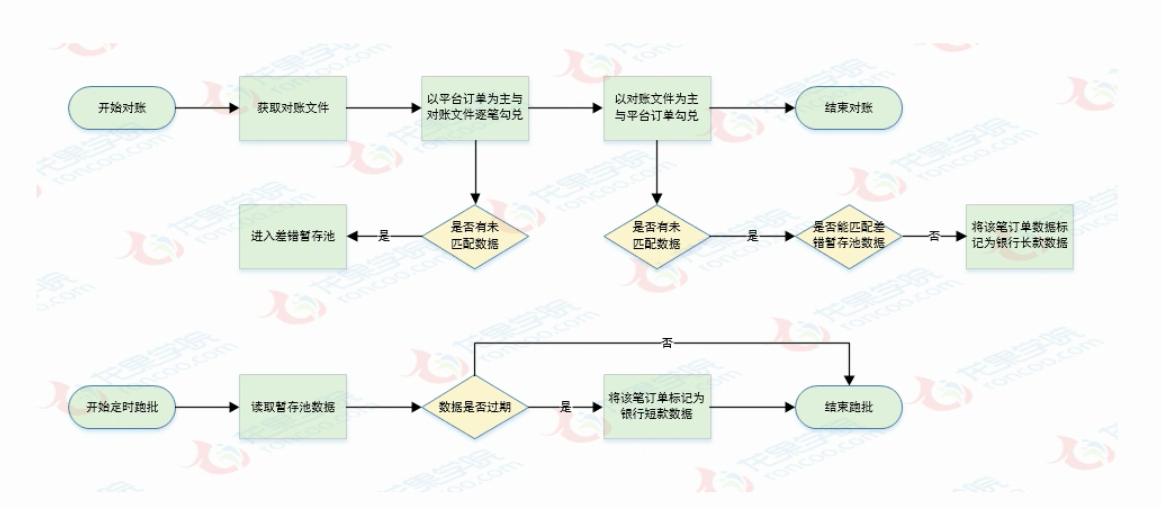 开始对账
获取对账文件
以平台订单为主与
对账文件逐笔勾兑
以对账文件为主
与平台订单勾兑
结束对账
进入差错暂存池
是
是否有未
匹配数据
是否有未
匹配数据
是
是否能匹配差
错暂存池数据
否
将该笔订单数据标
记为银行长款数据
否
开始定时跑批
读取暂存池数据
数据是否过期
是
将该笔订单标记为
银行短款数据
结束跑批
龙果学院
roncoo.com